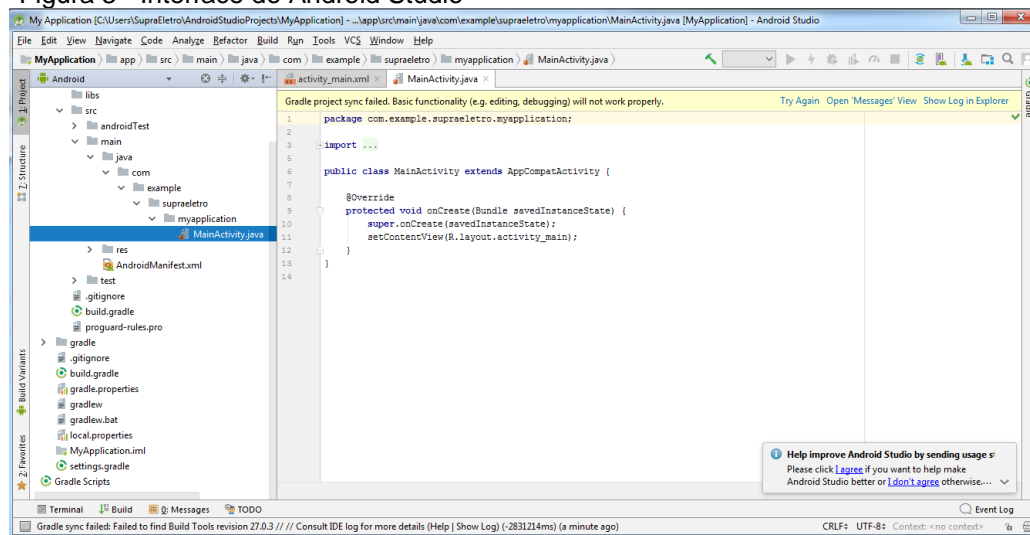 Figura 8 - Interface do Android Studio
My Application [C:\Users\SupraEletro\AndroidStudioProjects\MyApplication] - ...\app\src\main\java\com\example\supraeletro\myapplication\MainActivity.java [MyApplication] - Android Studio
File Edit View Navigate Code Analyze Refactor Build Run Tools VCS Window Help
MyApplication app src main java com example supraeletro myapplication MainActivity.java
1: Project
Android
activity_main.xml MainActivity.java
Gradle
libs
Gradle project sync failed. Basic functionality (e.g. editing, debugging) will not work properly. Try Again Open 'Messages' View Show Log in Explorer
src
androidTest
main
java
com
example
supraeletro
myapplication
MainActivity.java
res
AndroidManifest.xml
test
.gitignore
build.gradle
proguard-rules.pro
gradle
.gitignore
build.gradle
gradle.properties
gradlew
gradlew.bat
local.properties
MyApplication.iml
settings.gradle
Gradle Scripts
Z: Structure
Build Variants
2: Favorites
1 package com.example.supraeletro.myapplication;
2
3 import ...
5
6 public class MainActivity extends AppCompatActivity {
7
8 @Override
9 protected void onCreate(Bundle savedInstanceState) {
10 super.onCreate(savedInstanceState);
11 setContentView(R.layout.activity_main);
12 }
13 }
14
Help improve Android Studio by sending usage s
Please click I agree if you want to help make
Android Studio better or I don't agree otherwise....
Terminal Build 0: Messages TODO Event Log
Gradle sync failed: Failed to find Build Tools revision 27.0.3 // // Consult IDE log for more details (Help | Show Log) (-2831214ms) (a minute ago) CRLF UTF-8 Context: <no context>